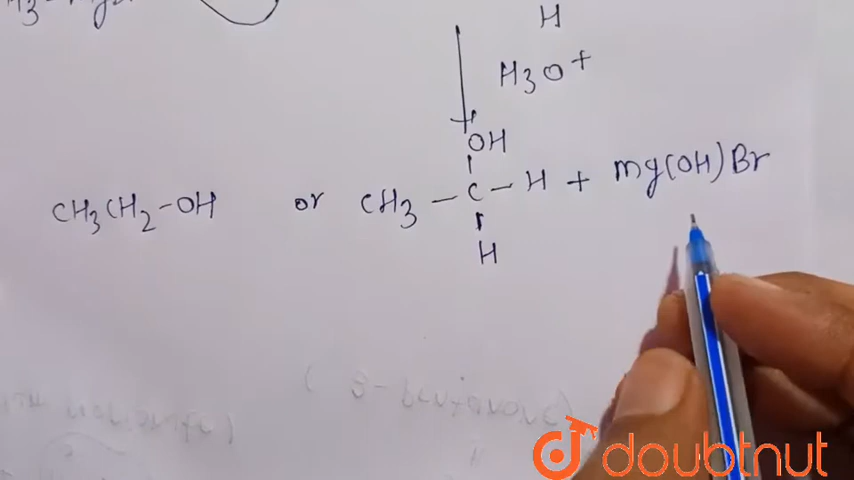 H
H3O+
OH
CH3CH2-OH or CH3-C-H + Mg(OH)Br
H
doubtnut